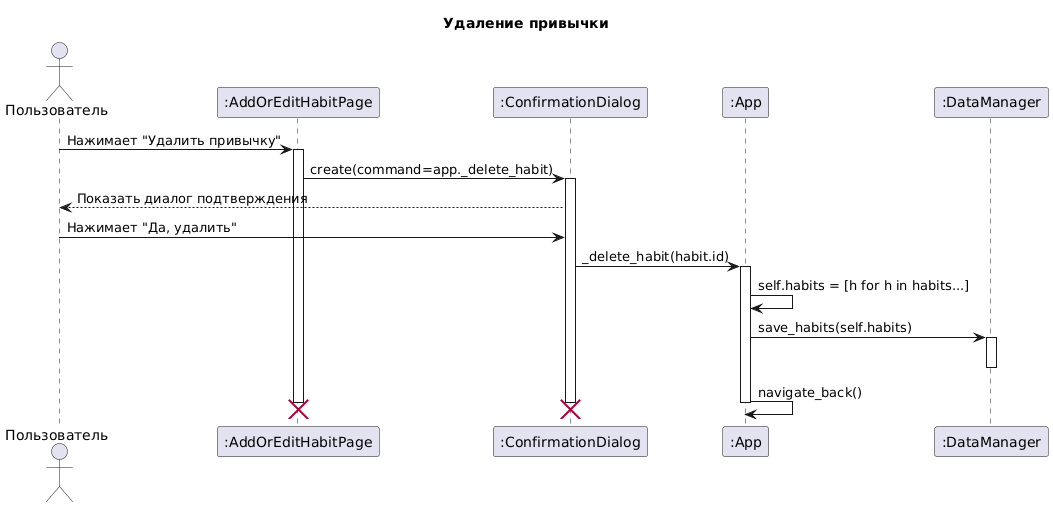 Удаление привычки
Пользователь
:AddOrEditHabitPage
:ConfirmationDialog
:App
:DataManager
Нажимает "Удалить привычку"
create(command=app._delete_habit)
Показать диалог подтверждения
Нажимает "Да, удалить"
_delete_habit(habit.id)
self.habits = [h for h in habits...]
save_habits(self.habits)
navigate_back()
Пользователь
:AddOrEditHabitPage
:ConfirmationDialog
:App
:DataManager